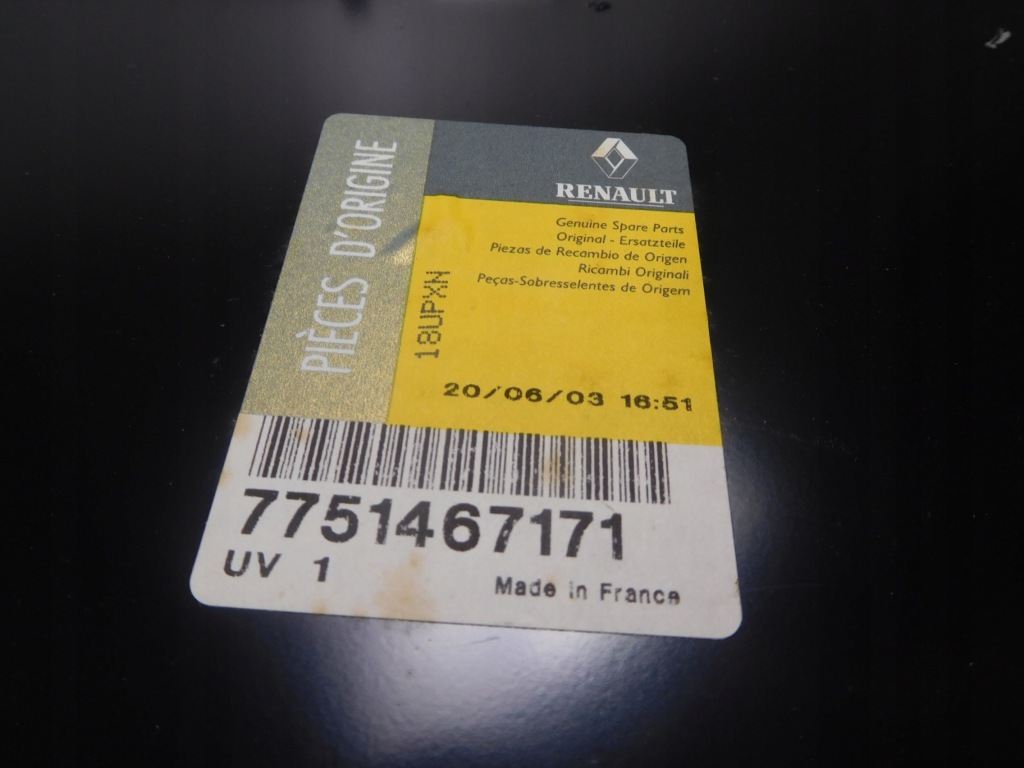 PIÈCES D'ORIGINE
RENAULT
Genuine Spare Parts
Original - Ersatzteile
Piezas de Recambio de Origen
Ricambi Originali
Peças-Sobresselentes de Origem
18UPXN
20/06/03 16:51
7751467171
UV 1
Made in France